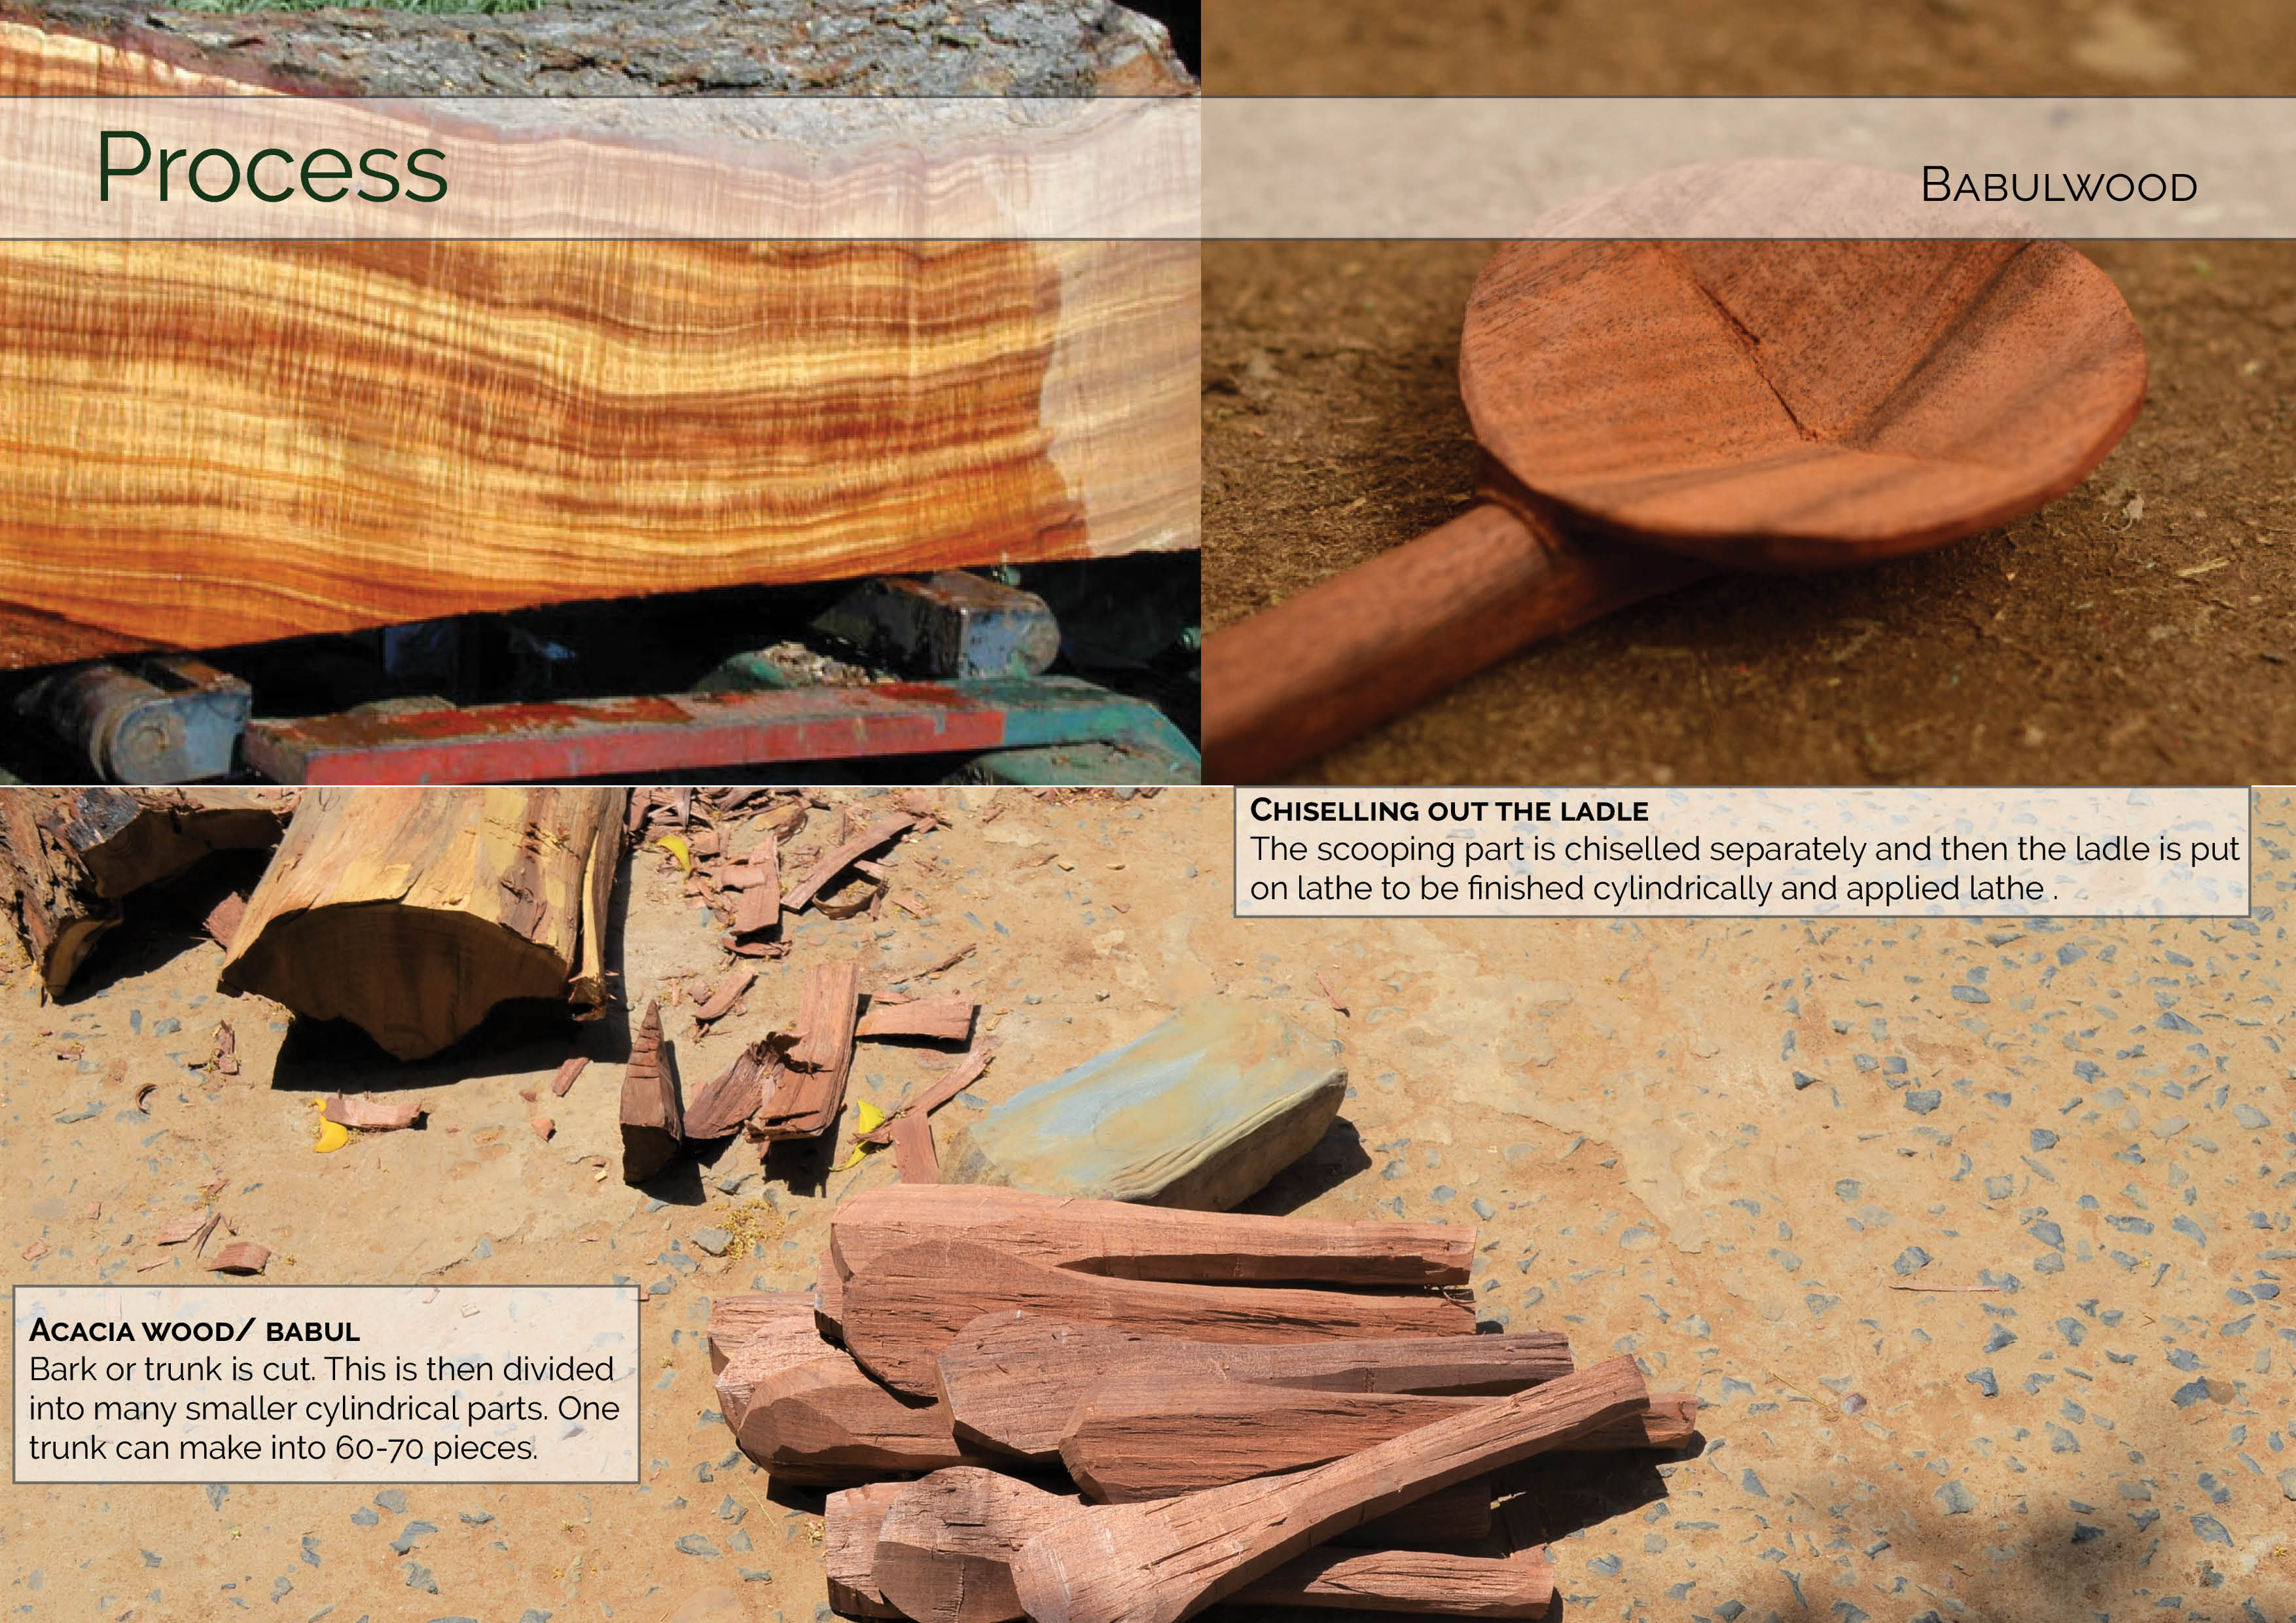 Process
BABULWOOD
CHISELLING OUT THE LADLE
The scooping part is chiselled separately and then the ladle is put
on lathe to be finished cylindrically and applied lathe .
ACACIA WOOD/ BABUL
Bark or trunk is cut. This is then divided
into many smaller cylindrical parts. One
trunk can make into 60-70 pieces.